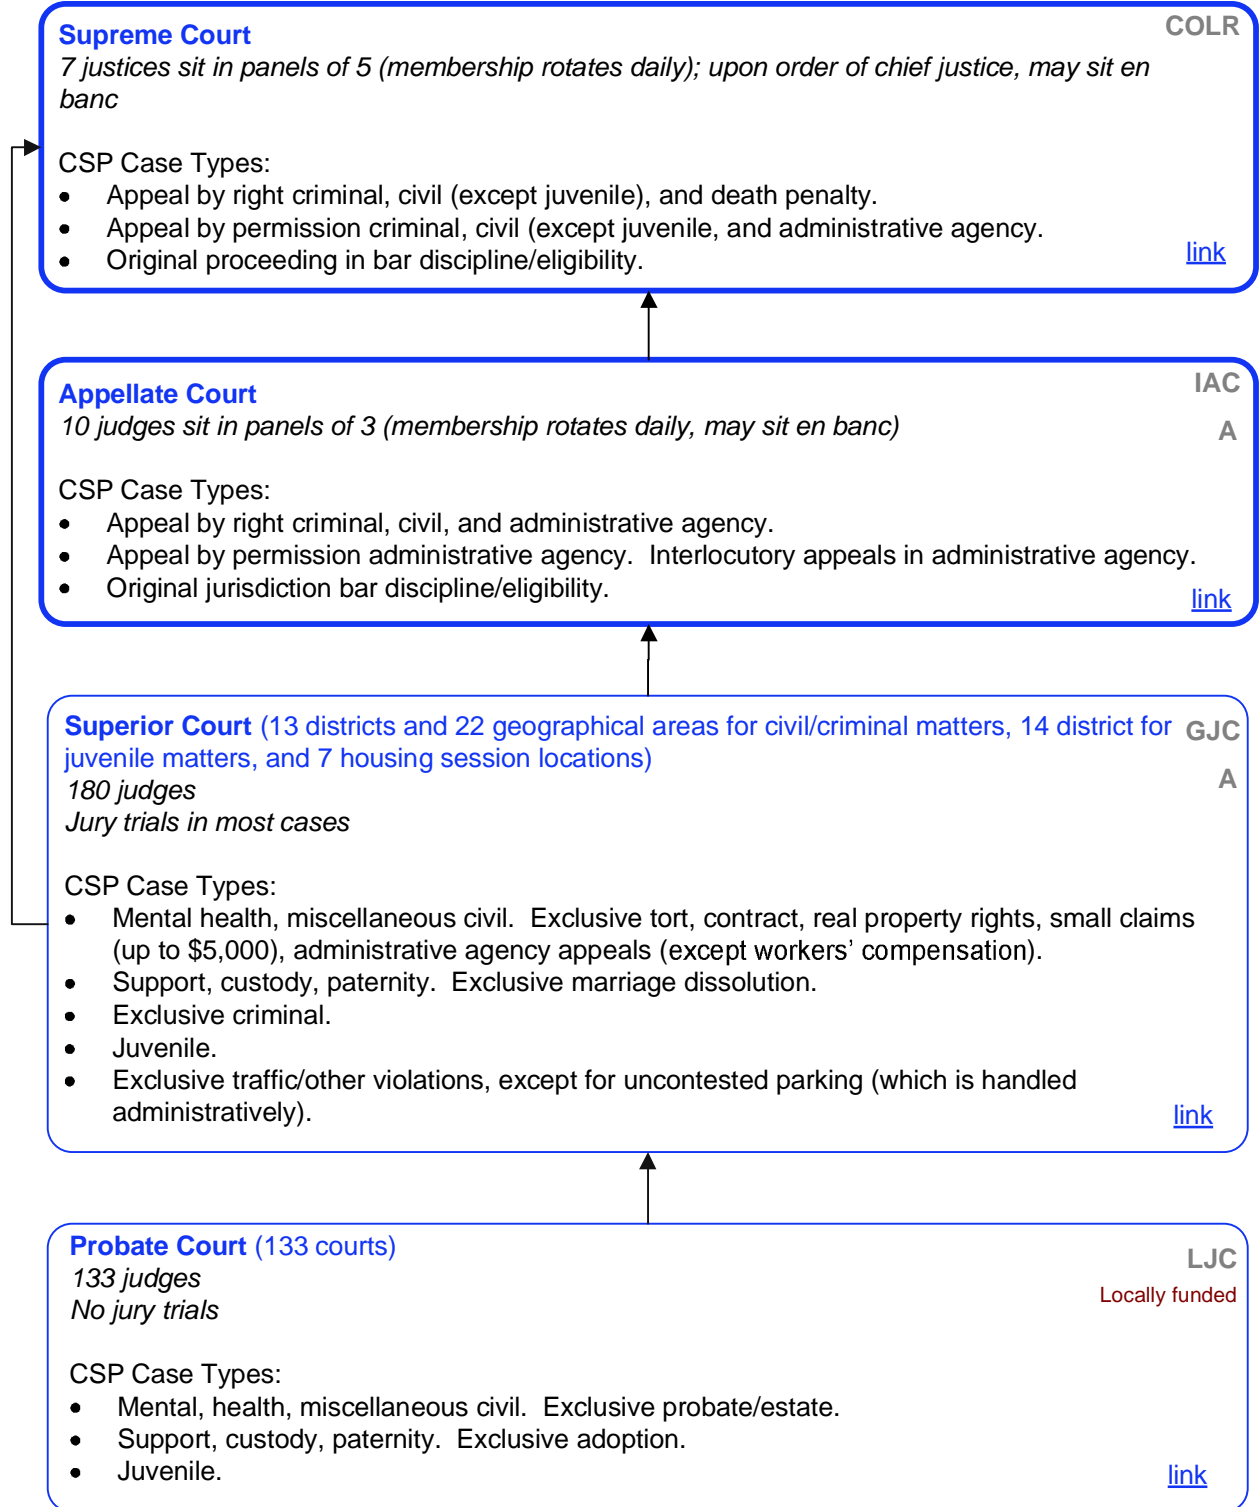 Supreme Court
COLR
7 justices sit in panels of 5 (membership rotates daily); upon order of chief justice, may sit en
banc
CSP Case Types:
• Appeal by right criminal, civil (except juvenile), and death penalty.
• Appeal by permission criminal, civil (except juvenile, and administrative agency.
• Original proceeding in bar discipline/eligibility.
link
Appellate Court
IAC
10 judges sit in panels of 3 (membership rotates daily, may sit en banc)
A
CSP Case Types:
• Appeal by right criminal, civil, and administrative agency.
• Appeal by permission administrative agency.  Interlocutory appeals in administrative agency.
• Original jurisdiction bar discipline/eligibility.
link
Superior Court (13 districts and 22 geographical areas for civil/criminal matters, 14 district for
GJC
juvenile matters, and 7 housing session locations)
A
180 judges
Jury trials in most cases
CSP Case Types:
• Mental health, miscellaneous civil.  Exclusive tort, contract, real property rights, small claims
(up to $5,000), administrative agency appeals (except workers' compensation).
• Support, custody, paternity.  Exclusive marriage dissolution.
• Exclusive criminal.
• Juvenile.
• Exclusive traffic/other violations, except for uncontested parking (which is handled
administratively).
link
Probate Court (133 courts)
LJC
133 judges
Locally funded
No jury trials
CSP Case Types:
• Mental, health, miscellaneous civil.  Exclusive probate/estate.
• Support, custody, paternity.  Exclusive adoption.
• Juvenile.
link